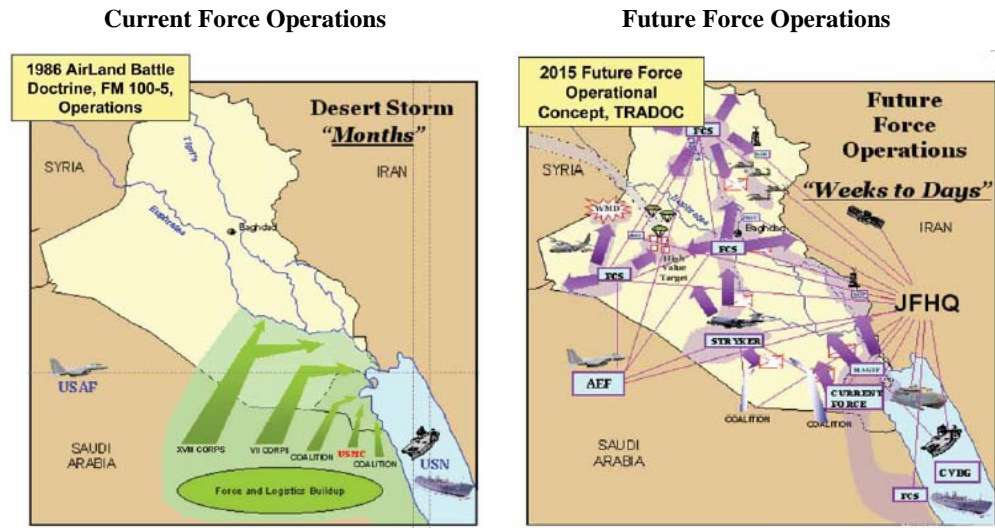 Current Force Operations
Future Force Operations
1986 AirLand Battle
Doctrine, FM 100-5,
Operations
Desert Storm
"Months"
SYRIA
IRAN
Tigris
Euphrates
Baghdad
USAF
SAUDI
ARABIA
XVIII CORPS
VII CORPS
COALITION
USMC
COALITION
USN
Force and Logistics Buildup
2015 Future Force
Operational
Concept, TRADOC
Future
Force
Operations
"Weeks to Days"
SYRIA
IRAN
FCS
WMD
Baghdad
FCS
FCS
High
Value
Target
JFHQ
STRYKER
AEF
MAGTF
CURRENT
FORCE
COALITION
COALITION
SAUDI
ARABIA
CVBG
FCS